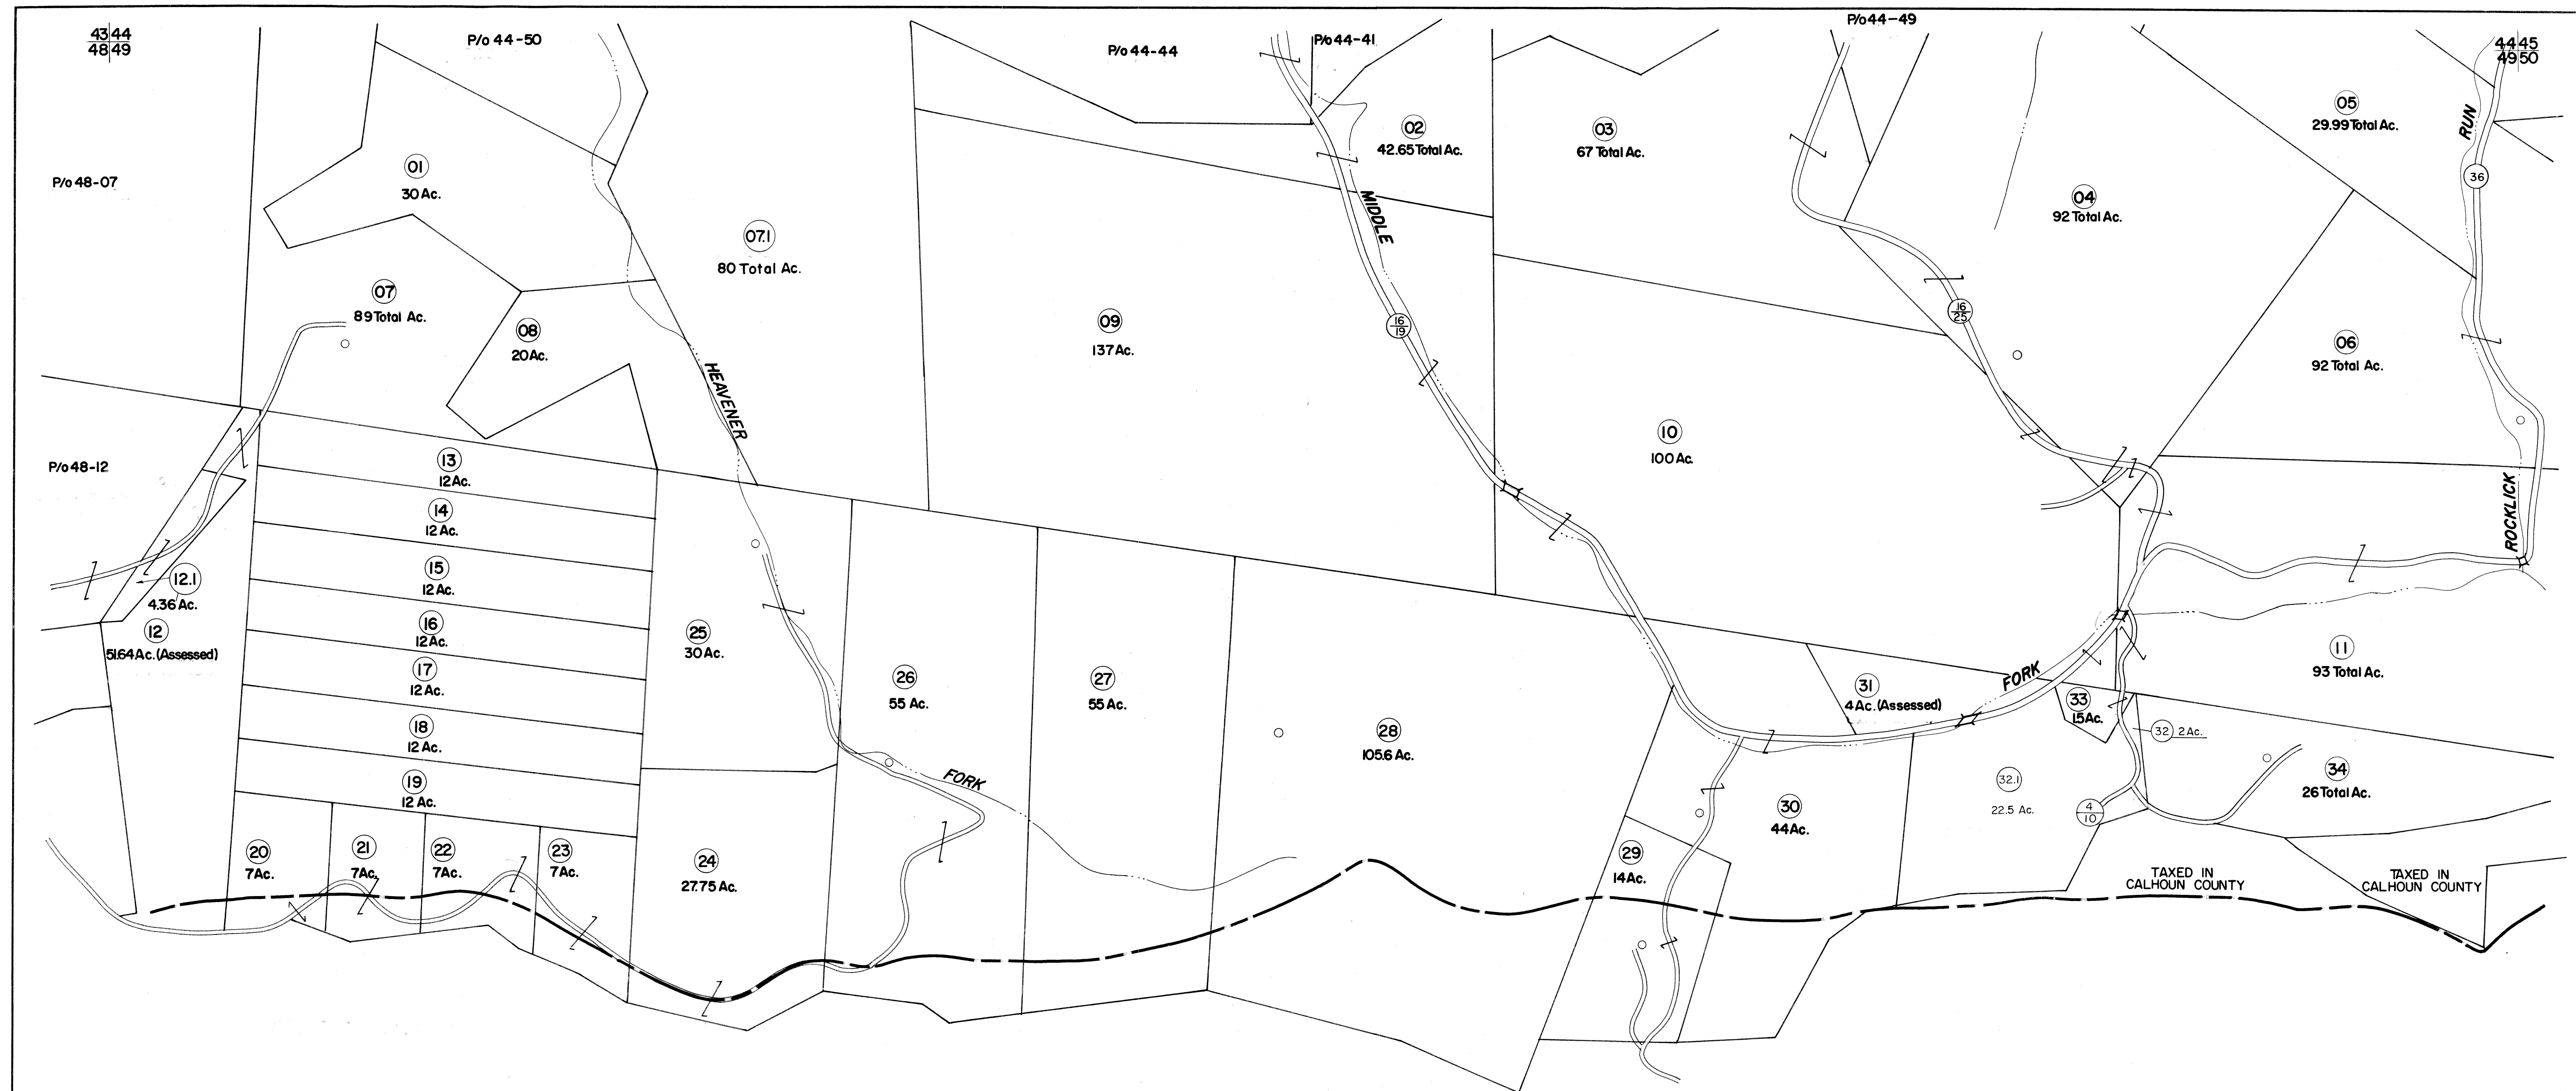 43 44
48 49
P/o 44-50
P/o 44-44
P/o 44-41
P/o 44-49
44 45
49 50
P/o 48-07
01
30 Ac.
07.1
80 Total Ac.
02
42.65 Total Ac.
03
67 Total Ac.
04
92 Total Ac.
05
29.99 Total Ac.
RUN
36
MIDDLE
07
89 Total Ac.
08
20 Ac.
HEAVENER
09
137 Ac.
16
19
16
25
06
92 Total Ac.
10
100 Ac.
P/o 48-12
13
12 Ac.
14
12 Ac.
15
12 Ac.
16
12 Ac.
17
12 Ac.
18
12 Ac.
19
12 Ac.
ROCKLICK
12.1
4.36 Ac.
12
51.64 Ac. (Assessed)
25
30 Ac.
26
55 Ac.
27
55 Ac.
28
105.6 Ac.
31
4 Ac. (Assessed)
FORK
33
1.5 Ac.
11
93 Total Ac.
32 2 Ac.
FORK
32.1
22.5 Ac.
4
10
34
26 Total Ac.
30
44 Ac.
20
7 Ac.
21
7 Ac.
22
7 Ac.
23
7 Ac.
24
27.75 Ac.
29
14 Ac.
TAXED IN
CALHOUN COUNTY
TAXED IN
CALHOUN COUNTY